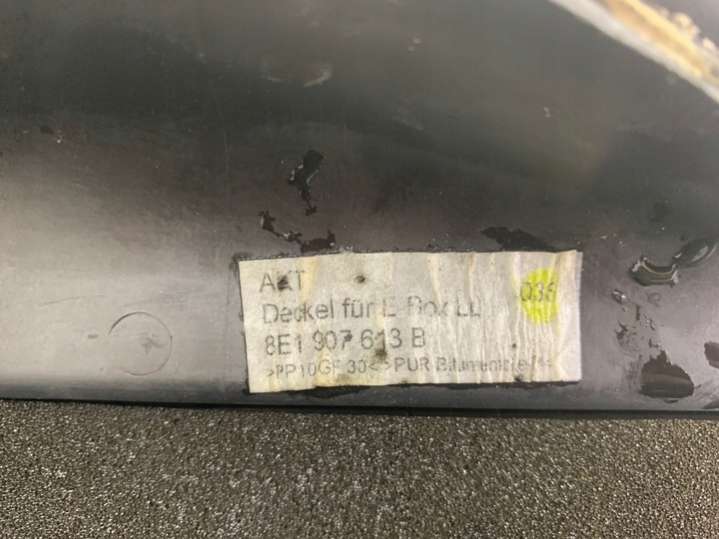 AKT
Deckel für E-Box LL
036
8E1 907 613 B
>PP10GF30<>PUR